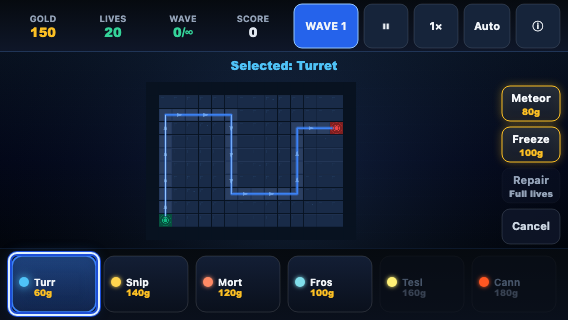 GOLD LIVES WAVE SCORE
150 20 0/∞ 0
WAVE 1 1× Auto
Selected: Turret
Meteor
80g
Freeze
100g
Repair
Full lives
Cancel
Turr Snip Mort Fros Tesl Cann
60g 140g 120g 100g 160g 180g